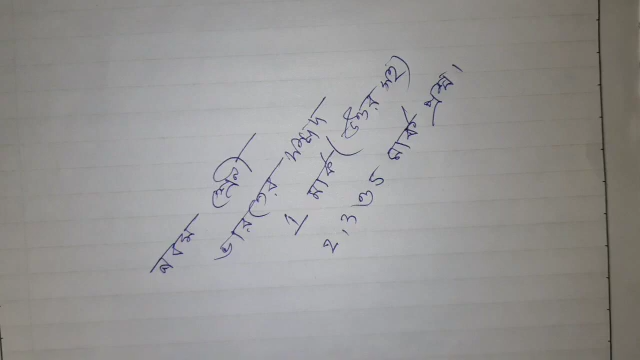 নবম শ্রেণী
ভারতের সম্পদ
1 মার্ক (উত্তর সহ)
2, 3 ও 5 মার্ক প্রশ্ন।